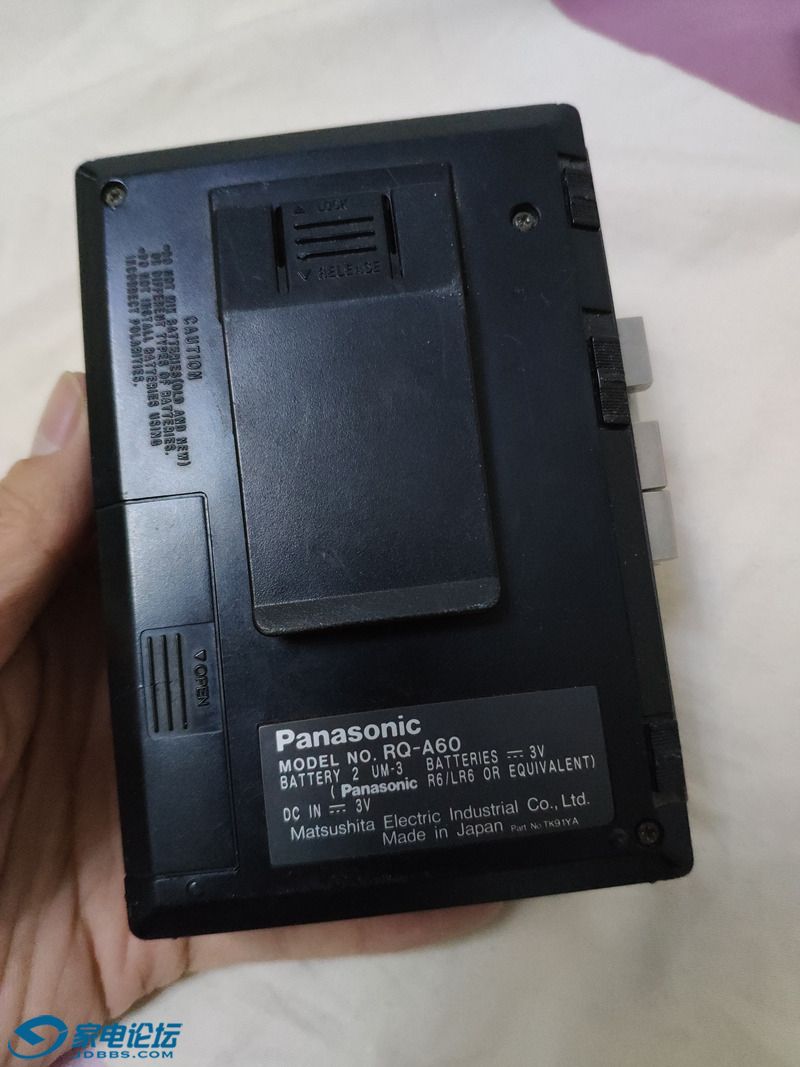 △ LOCK
▽ RELEASE
CAUTION
•DO NOT MIX BATTERIES(OLD AND NEW)
OR DIFFERENT TYPES OF BATTERIES.
•DO NOT INSTALL BATTERIES USING
INCORRECT POLARITIES.
▽OPEN
Panasonic
MODEL NO. RQ-A60
BATTERY 2 UM-3 BATTERIES ⎓ 3V
(Panasonic R6/LR6 OR EQUIVALENT)
DC IN ⎓ 3V
Matsushita Electric Industrial Co., Ltd.
Made in Japan Part No TK91YA
家电论坛
JDBBS.COM